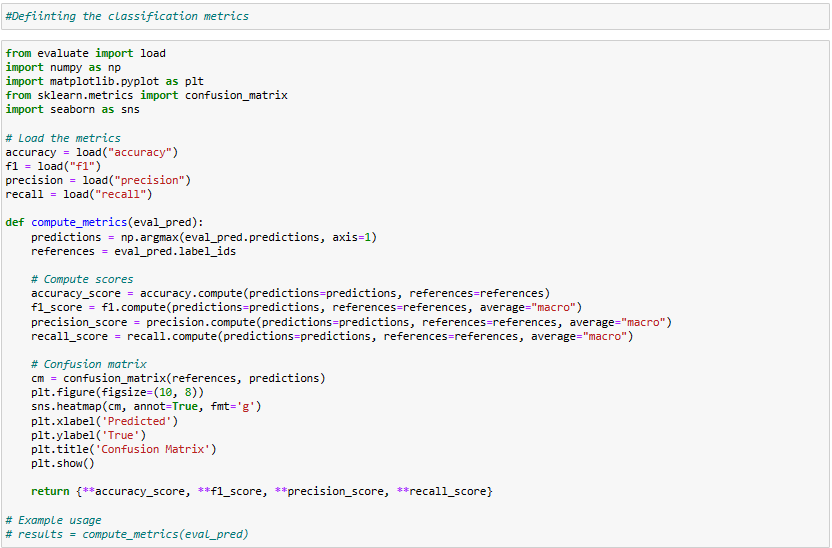 #Defiinting the classification metrics
from evaluate import load
import numpy as np
import matplotlib.pyplot as plt
from sklearn.metrics import confusion_matrix
import seaborn as sns
# Load the metrics
accuracy = load("accuracy")
f1 = load("f1")
precision = load("precision")
recall = load("recall")
def compute_metrics(eval_pred):
    predictions = np.argmax(eval_pred.predictions, axis=1)
    references = eval_pred.label_ids
    # Compute scores
    accuracy_score = accuracy.compute(predictions=predictions, references=references)
    f1_score = f1.compute(predictions=predictions, references=references, average="macro")
    precision_score = precision.compute(predictions=predictions, references=references, average="macro")
    recall_score = recall.compute(predictions=predictions, references=references, average="macro")
    # Confusion matrix
    cm = confusion_matrix(references, predictions)
    plt.figure(figsize=(10, 8))
    sns.heatmap(cm, annot=True, fmt='g')
    plt.xlabel('Predicted')
    plt.ylabel('True')
    plt.title('Confusion Matrix')
    plt.show()
    return {**accuracy_score, **f1_score, **precision_score, **recall_score}
# Example usage
# results = compute_metrics(eval_pred)